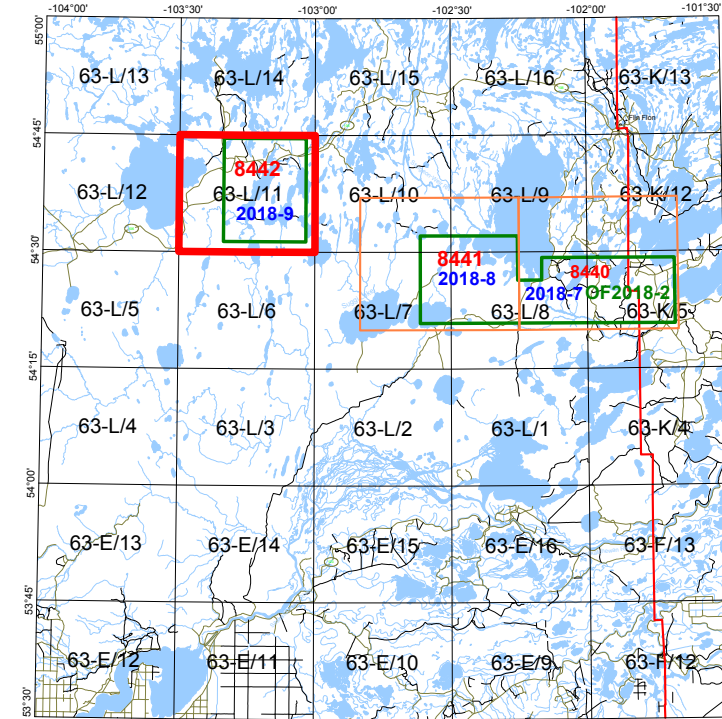 -104°00' -103°30' -103°00' -102°30' -102°00' -101°30'
55°00'
63-L/13 63-L/14 63-L/15 63-L/16 63-K/13
Flin Flon
54°45'
8442
63-L/12 63-L/11 63-L/10 63-L/9 63-K/12
2018-9
54°30'
8441 8440
2018-8 2018-7 OF2018-2
63-L/5 63-L/6 63-L/7 63-L/8 63-K/5
54°15'
63-L/4 63-L/3 63-L/2 63-L/1 63-K/4
54°00'
63-E/13 63-E/14 63-E/15 63-E/16 63-F/13
53°45'
63-E/12 63-E/11 63-E/10 63-E/9 63-F/12
53°30'